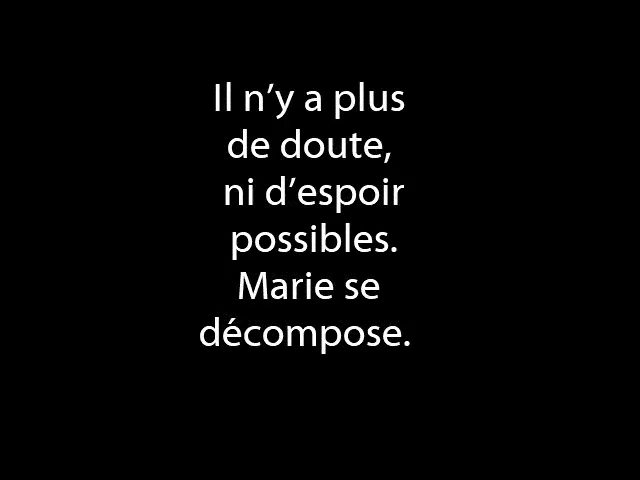 Il n’y a plus
de doute,
ni d’espoir
possibles.
Marie se
décompose.